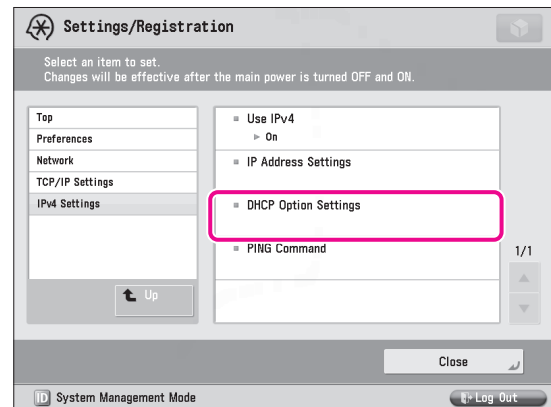 Settings/Registration
Select an item to set.
Changes will be effective after the main power is turned OFF and ON.
Top
Preferences
Network
TCP/IP Settings
IPv4 Settings
Up
Use IPv4
On
IP Address Settings
DHCP Option Settings
PING Command
1/1
Close
ID System Management Mode
Log Out